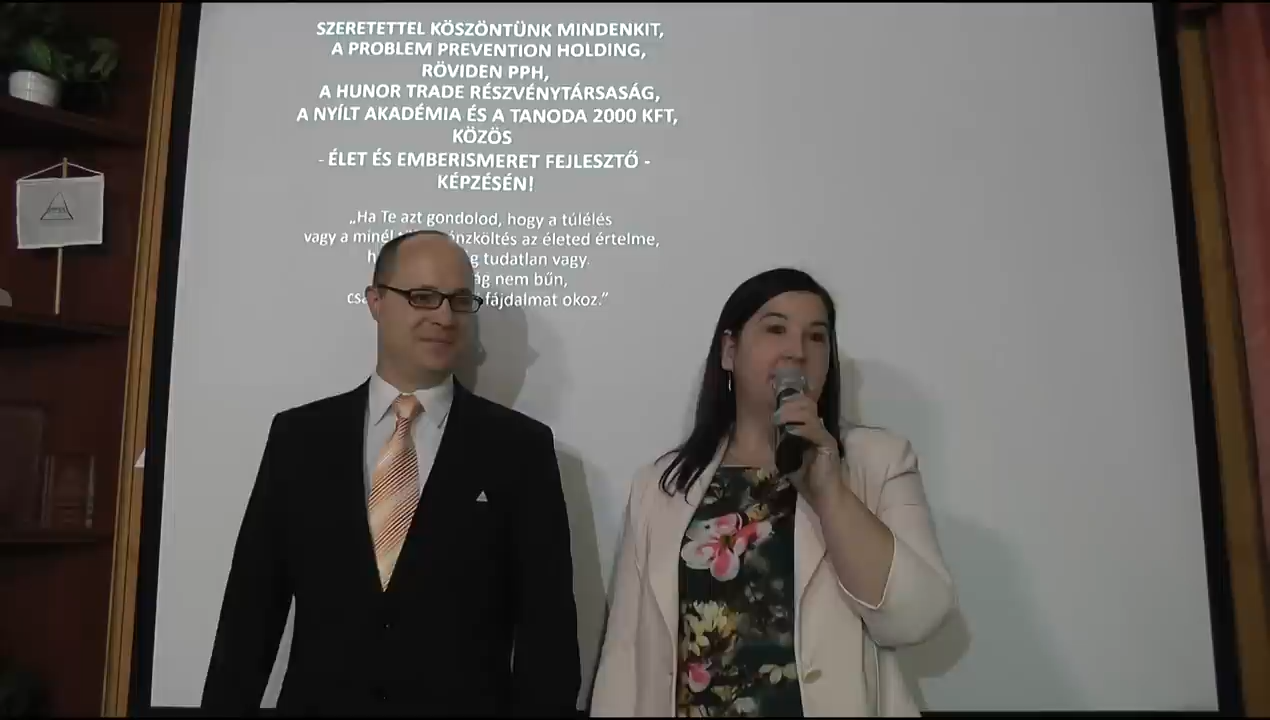 SZERETETTEL KÖSZÖNTÜNK MINDENKIT,
A PROBLEM PREVENTION HOLDING,
RÖVIDEN PPH,
A HUNOR TRADE RÉSZVÉNYTÁRSASÁG,
A NYÍLT AKADÉMIA ÉS A TANODA 2000 KFT,
KÖZÖS
- ÉLET ÉS EMBERISMERET FEJLESZTŐ -
KÉPZÉSÉN!
„Ha Te azt gondolod, hogy a túlélés
vagy a minél az életed értelme,
tudatlan vagy.
nem bűn,
fájdalmat okoz.”